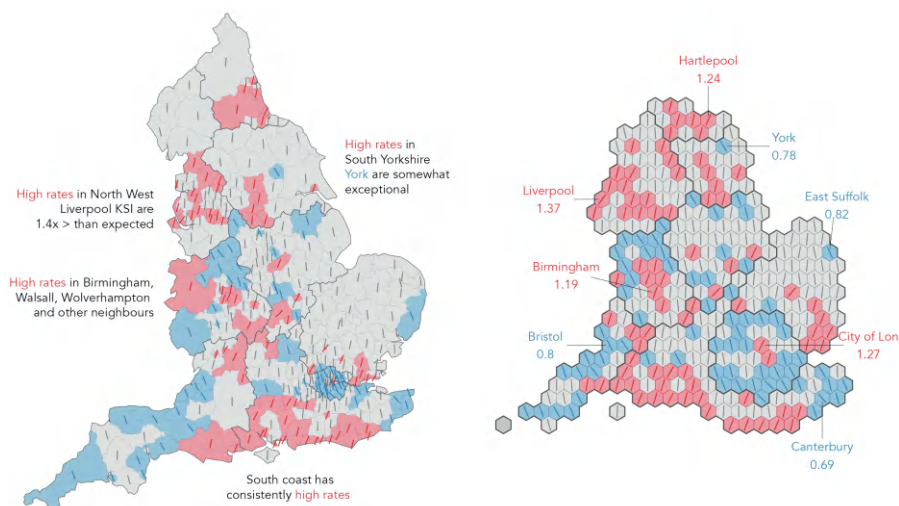 High rates in
South Yorkshire
York are somewhat
exceptional
High rates in North West
Liverpool KSI are
1.4x > than expected
High rates in Birmingham,
Walsall, Wolverhampton
and other neighbours
South coast has
consistently high rates
Hartlepool
1.24
York
0.78
Liverpool
1.37
East Suffolk
0.82
Birmingham
1.19
Bristol
0.8
City of Lon
1.27
Canterbury
0.69